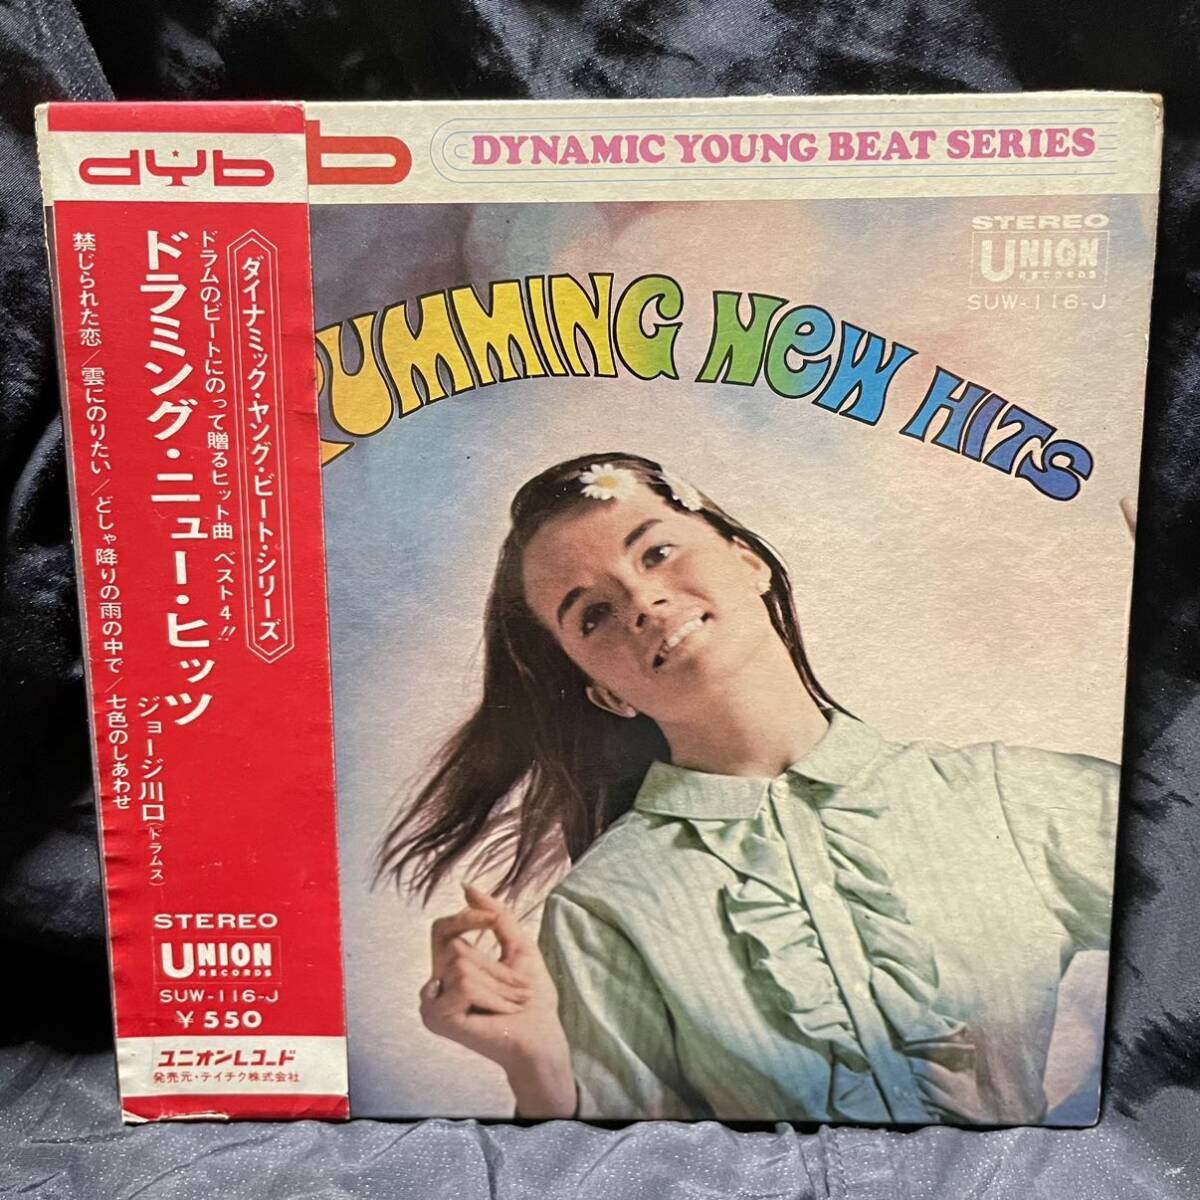 dyb
b
DYNAMIC YOUNG BEAT SERIES
STEREO
UNION
RECORDS
SUW-116-J
RUMMING NEW HITS
ダイナミック・ヤング・ビート・シリーズ
ドラムのビートにのって贈るヒット曲 ベスト4!!
ドラミング・ニュー・ヒッツ
ジョージ川口(ドラムス)
禁じられた恋/雲にのりたい/どしゃ降りの雨の中で/七色のしあわせ
STEREO
UNION
RECORDS
SUW-116-J
¥550
ユニオンレコード
発売元・テイチク株式会社